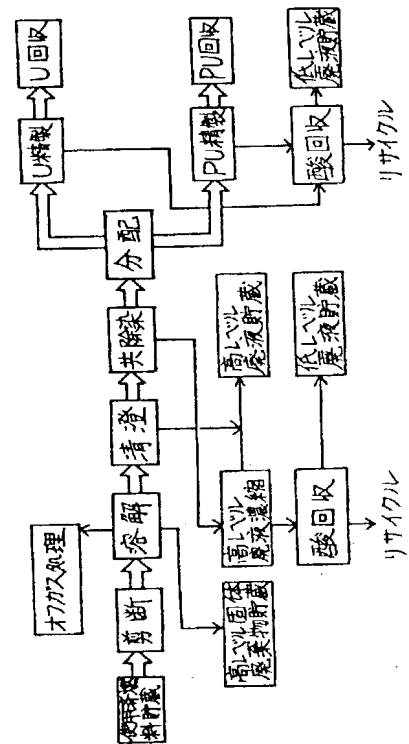 使用済燃
料貯蔵
剪断
溶解
清澄
共除染
分配
U精製
U回収
PU精製
PU回収
オフガス処理
高レベル固体
廃棄物貯蔵
高レベル
廃液濃縮
高レベル
廃液貯蔵
酸回収
低レベル
廃液貯蔵
リサイクル
酸回収
低レベル
廃液貯蔵
リサイクル